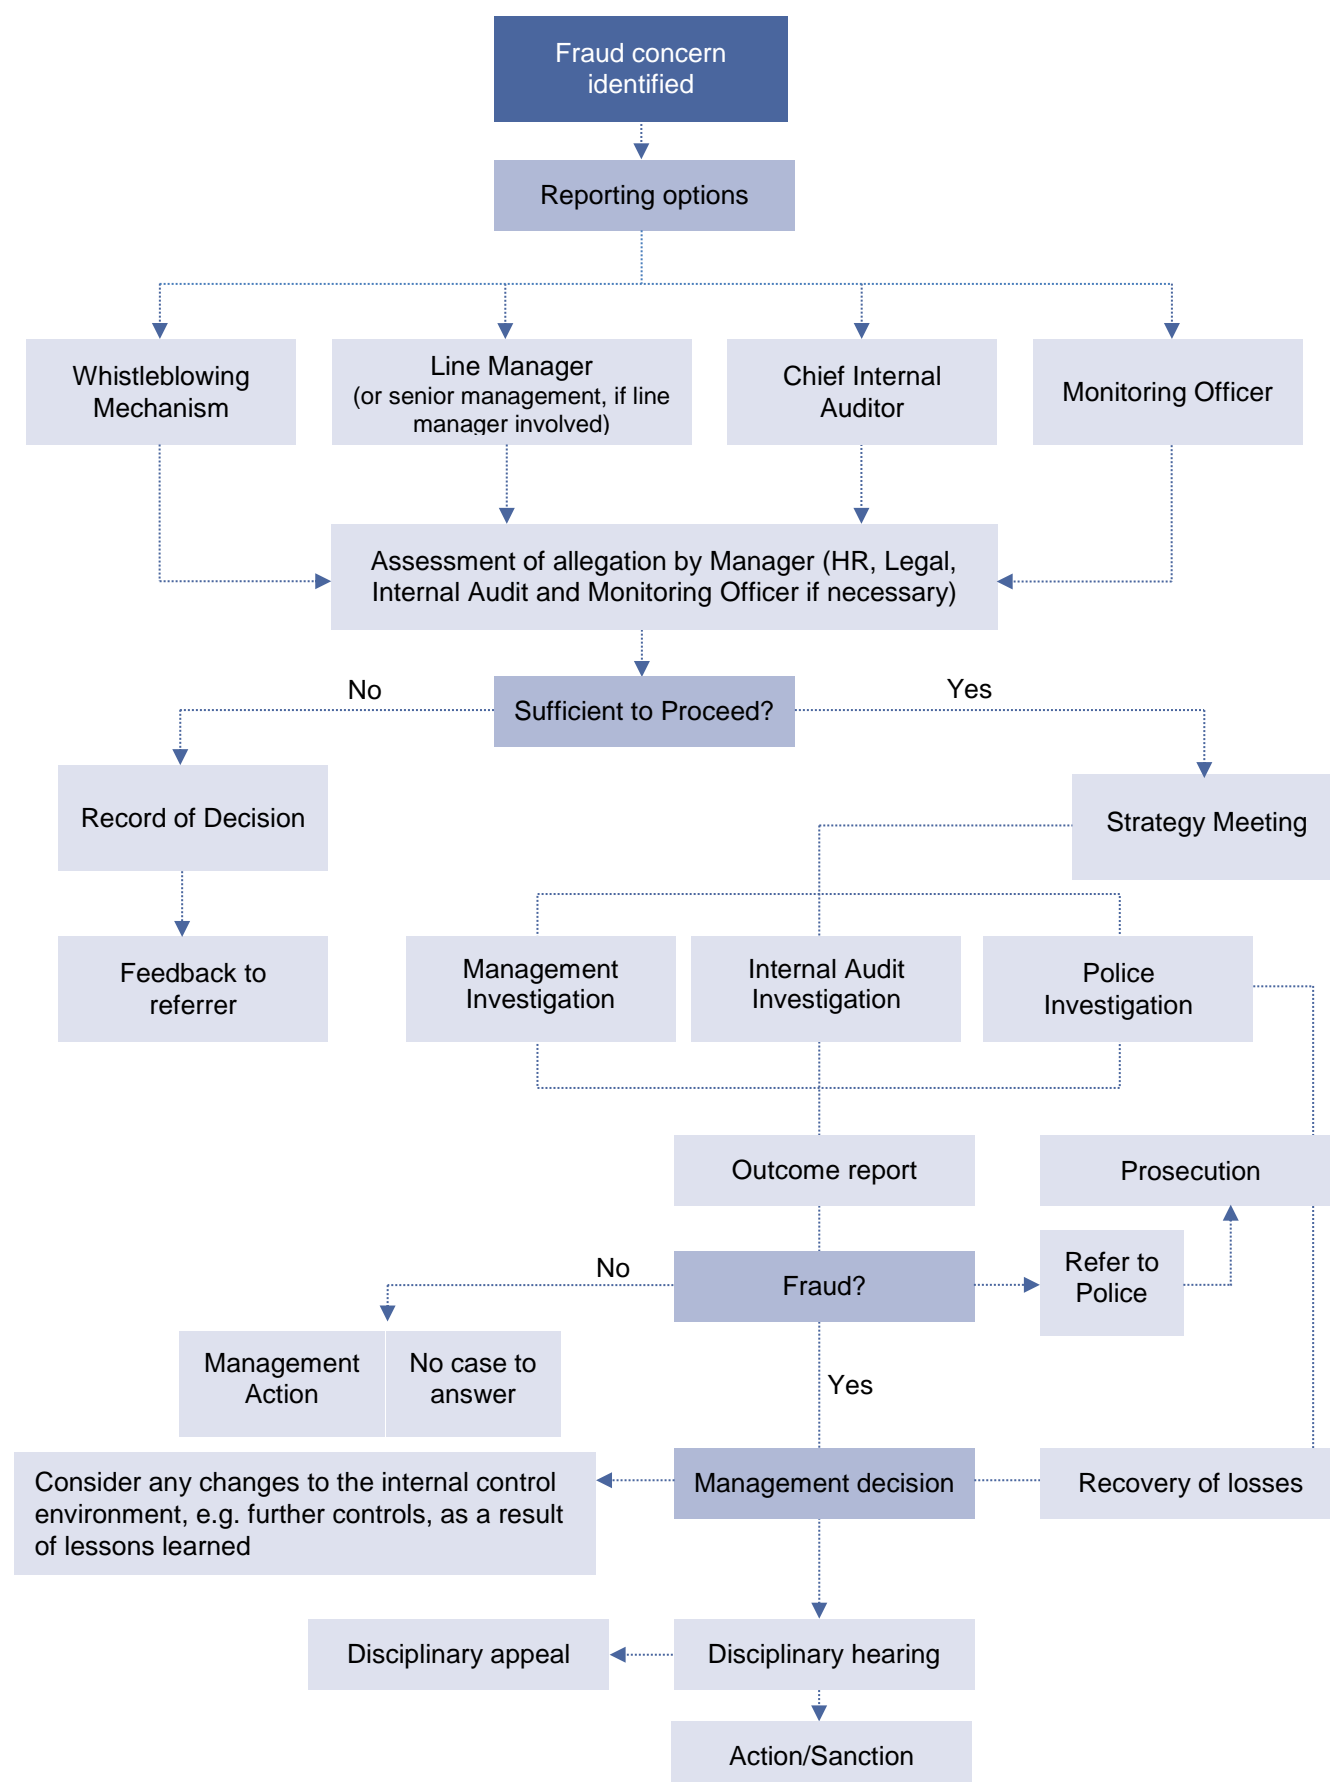 Fraud concern
identified
Reporting options
Whistleblowing
Mechanism
Line Manager
(or senior management, if line
manager involved)
Chief Internal
Auditor
Monitoring Officer
Assessment of allegation by Manager (HR, Legal,
Internal Audit and Monitoring Officer if necessary)
No
Sufficient to Proceed?
Yes
Record of Decision
Strategy Meeting
Feedback to
referrer
Management
Investigation
Internal Audit
Investigation
Police
Investigation
Outcome report
Prosecution
No
Fraud?
Refer to
Police
Management
Action
No case to
answer
Yes
Consider any changes to the internal control
environment, e.g. further controls, as a result
of lessons learned
Management decision
Recovery of losses
Disciplinary appeal
Disciplinary hearing
Action/Sanction